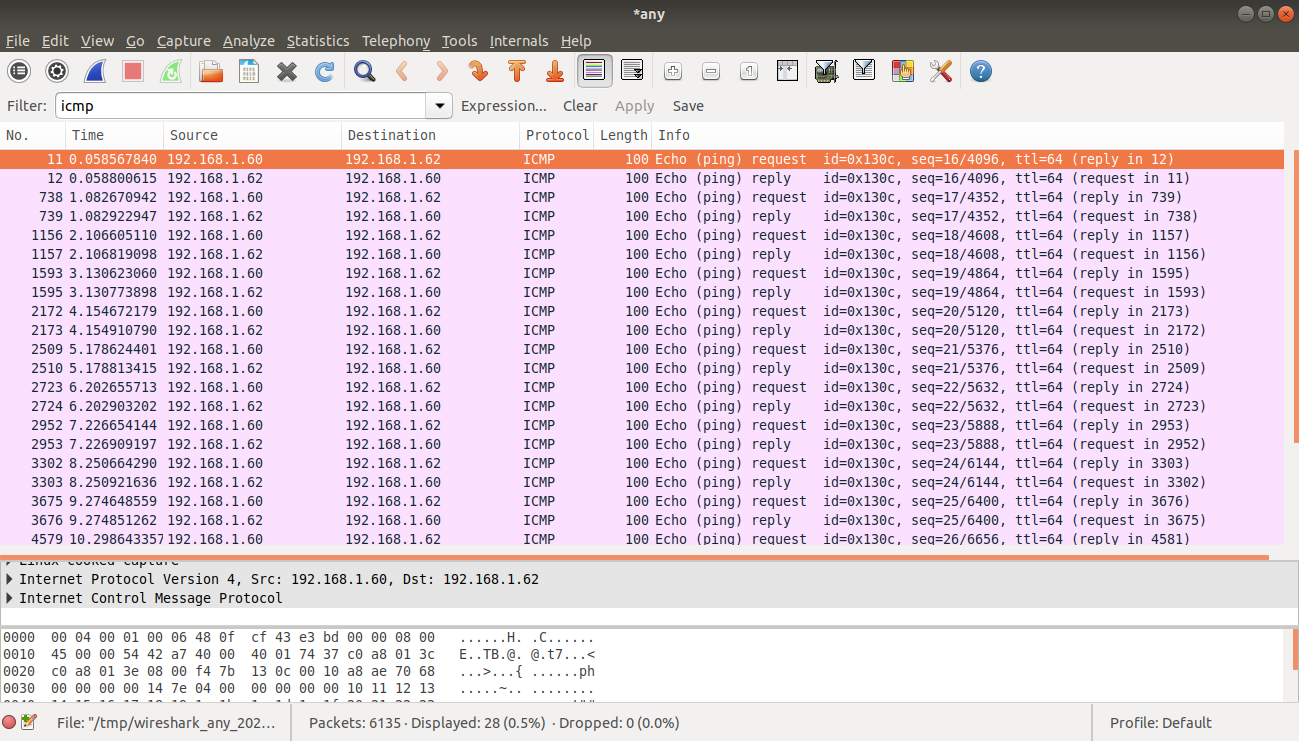 *any
File Edit View Go Capture Analyze Statistics Telephony Tools Internals Help
Filter: icmp Expression... Clear Apply Save
No. Time Source Destination Protocol Length Info
11 0.058567840 192.168.1.60 192.168.1.62 ICMP 100 Echo (ping) request id=0x130c, seq=16/4096, ttl=64 (reply in 12)
12 0.058800615 192.168.1.62 192.168.1.60 ICMP 100 Echo (ping) reply id=0x130c, seq=16/4096, ttl=64 (request in 11)
738 1.082670942 192.168.1.60 192.168.1.62 ICMP 100 Echo (ping) request id=0x130c, seq=17/4352, ttl=64 (reply in 739)
739 1.082922947 192.168.1.62 192.168.1.60 ICMP 100 Echo (ping) reply id=0x130c, seq=17/4352, ttl=64 (request in 738)
1156 2.106605110 192.168.1.60 192.168.1.62 ICMP 100 Echo (ping) request id=0x130c, seq=18/4608, ttl=64 (reply in 1157)
1157 2.106819098 192.168.1.62 192.168.1.60 ICMP 100 Echo (ping) reply id=0x130c, seq=18/4608, ttl=64 (request in 1156)
1593 3.130623060 192.168.1.60 192.168.1.62 ICMP 100 Echo (ping) request id=0x130c, seq=19/4864, ttl=64 (reply in 1595)
1595 3.130773898 192.168.1.62 192.168.1.60 ICMP 100 Echo (ping) reply id=0x130c, seq=19/4864, ttl=64 (request in 1593)
2172 4.154672179 192.168.1.60 192.168.1.62 ICMP 100 Echo (ping) request id=0x130c, seq=20/5120, ttl=64 (reply in 2173)
2173 4.154910790 192.168.1.62 192.168.1.60 ICMP 100 Echo (ping) reply id=0x130c, seq=20/5120, ttl=64 (request in 2172)
2509 5.178624401 192.168.1.60 192.168.1.62 ICMP 100 Echo (ping) request id=0x130c, seq=21/5376, ttl=64 (reply in 2510)
2510 5.178813415 192.168.1.62 192.168.1.60 ICMP 100 Echo (ping) reply id=0x130c, seq=21/5376, ttl=64 (request in 2509)
2723 6.202655713 192.168.1.60 192.168.1.62 ICMP 100 Echo (ping) request id=0x130c, seq=22/5632, ttl=64 (reply in 2724)
2724 6.202903202 192.168.1.62 192.168.1.60 ICMP 100 Echo (ping) reply id=0x130c, seq=22/5632, ttl=64 (request in 2723)
2952 7.226654144 192.168.1.60 192.168.1.62 ICMP 100 Echo (ping) request id=0x130c, seq=23/5888, ttl=64 (reply in 2953)
2953 7.226909197 192.168.1.62 192.168.1.60 ICMP 100 Echo (ping) reply id=0x130c, seq=23/5888, ttl=64 (request in 2952)
3302 8.250664290 192.168.1.60 192.168.1.62 ICMP 100 Echo (ping) request id=0x130c, seq=24/6144, ttl=64 (reply in 3303)
3303 8.250921636 192.168.1.62 192.168.1.60 ICMP 100 Echo (ping) reply id=0x130c, seq=24/6144, ttl=64 (request in 3302)
3675 9.274648559 192.168.1.60 192.168.1.62 ICMP 100 Echo (ping) request id=0x130c, seq=25/6400, ttl=64 (reply in 3676)
3676 9.274851262 192.168.1.62 192.168.1.60 ICMP 100 Echo (ping) reply id=0x130c, seq=25/6400, ttl=64 (request in 3675)
4579 10.298643357 192.168.1.60 192.168.1.62 ICMP 100 Echo (ping) request id=0x130c, seq=26/6656, ttl=64 (reply in 4581)
Linux cooked capture
Internet Protocol Version 4, Src: 192.168.1.60, Dst: 192.168.1.62
Internet Control Message Protocol
0000 00 04 00 01 00 06 48 0f cf 43 e3 bd 00 00 08 00 ......H. .C......
0010 45 00 00 54 42 a7 40 00 40 01 74 37 c0 a8 01 3c E..TB.@. @.t7...<
0020 c0 a8 01 3e 08 00 f4 7b 13 0c 00 10 a8 ae 70 68 ...>...{ ......ph
0030 00 00 00 00 14 7e 04 00 00 00 00 00 10 11 12 13 .....~.. ........
File: "/tmp/wireshark_any_202... Packets: 6135 · Displayed: 28 (0.5%) · Dropped: 0 (0.0%) Profile: Default